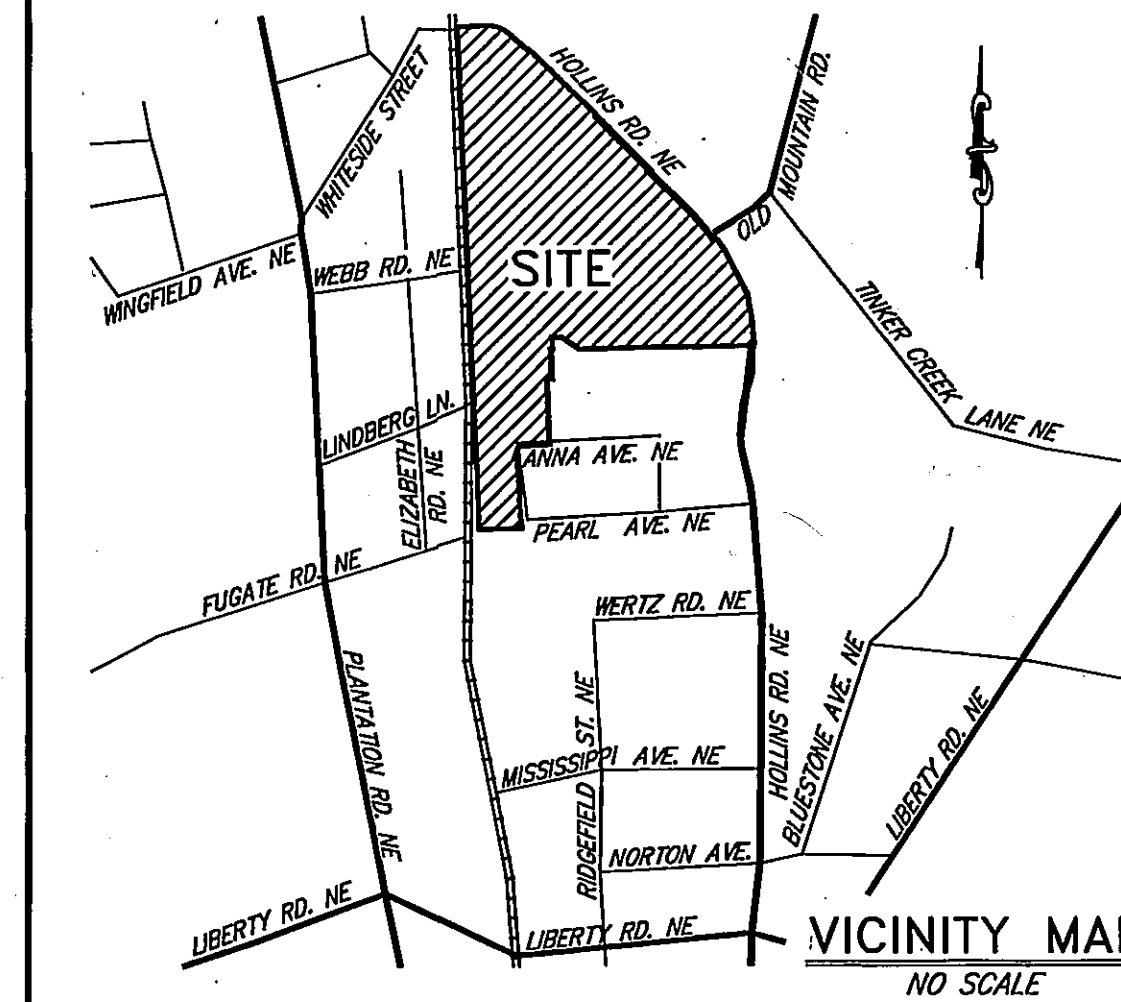 HOLLINS RD. NE
OLD MOUNTAIN RD.
WHITESIDE STREET
SITE
WINGFIELD AVE. NE
WEBB RD. NE
TINKER CREEK
LANE NE
LINDBERG LN.
ELIZABETH
RD. NE
ANNA AVE. NE
PEARL AVE. NE
FUGATE RD. NE
WERTZ RD. NE
PLANTATION RD. NE
RIDGEFIELD ST. NE
HOLLINS RD. NE
BLUESTONE AVE. NE
LIBERTY RD. NE
MISSISSIPPI AVE. NE
NORTON AVE.
LIBERTY RD. NE
LIBERTY RD. NE
VICINITY MA
NO SCALE